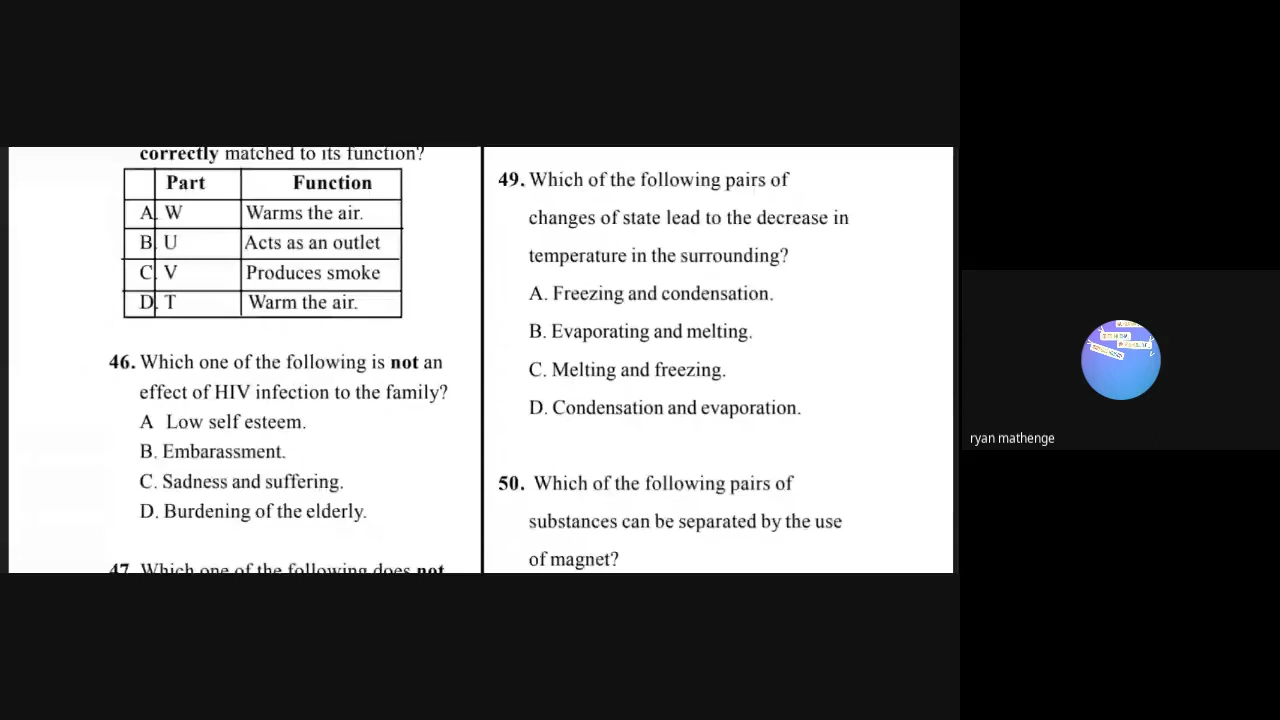 correctly matched to its function?
Part Function
A. W Warms the air.
B. U Acts as an outlet
C. V Produces smoke
D. T Warm the air.
46. Which one of the following is not an
effect of HIV infection to the family?
A Low self esteem.
B. Embarassment.
C. Sadness and suffering.
D. Burdening of the elderly.
47. Which one of the following does not
49. Which of the following pairs of
changes of state lead to the decrease in
temperature in the surrounding?
A. Freezing and condensation.
B. Evaporating and melting.
C. Melting and freezing.
D. Condensation and evaporation.
50. Which of the following pairs of
substances can be separated by the use
of magnet?
ryan mathenge